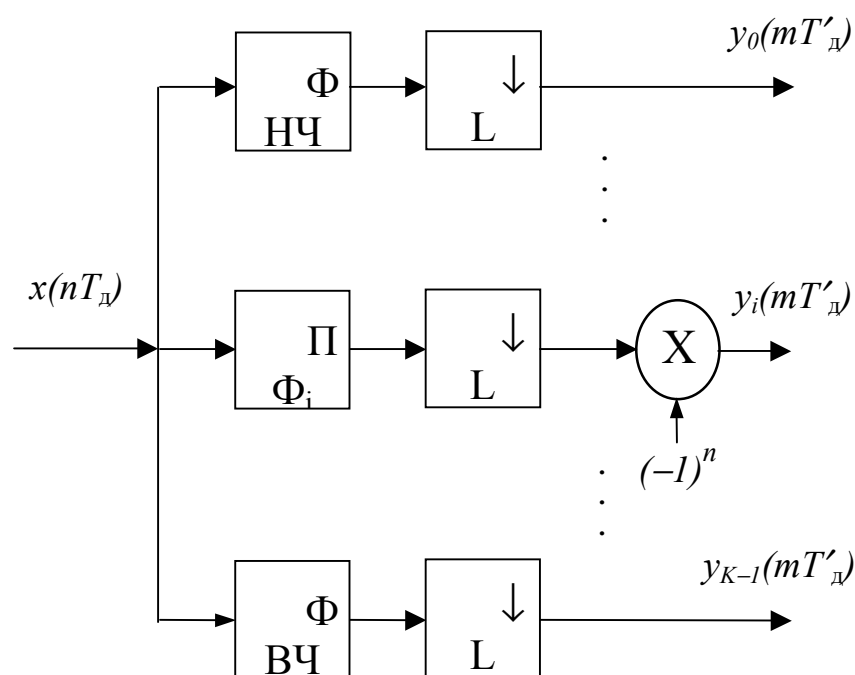 y0(mT′д)
Ф
НЧ
↓
L
.
.
.
x(nTд)
yi(mT′д)
П
Фi
↓
L
X
(–1)^n
.
.
.
yK–1(mT′д)
Ф
ВЧ
↓
L